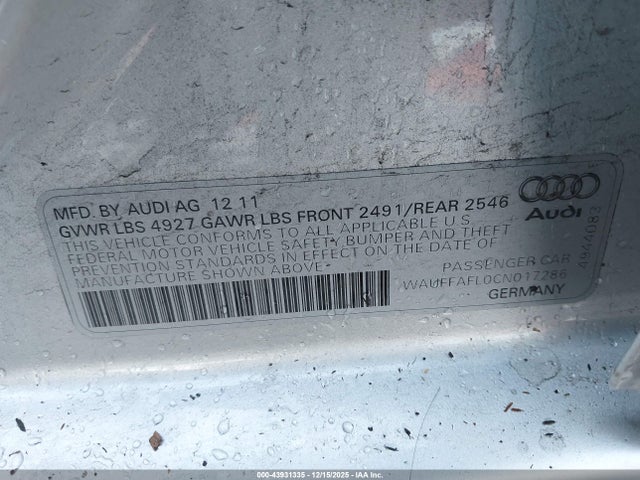 MFD. BY AUDI AG 12 11
GVWR LBS 4927 GAWR LBS FRONT 2491/REAR 2546
THIS VEHICLE CONFORMS TO ALL APPLICABLE U.S
FEDERAL MOTOR VEHICLE SAFETY BUMPER AND THEFT
PREVENTION STANDARDS IN EFFECT ON THE DATE OF
MANUFACTURE SHOWN ABOVE
PASSENGER CAR
WAUFFAFL0CN017286
GERMANY
Audi
4944083
000-43931335 - 12/15/2025 - IAA Inc.